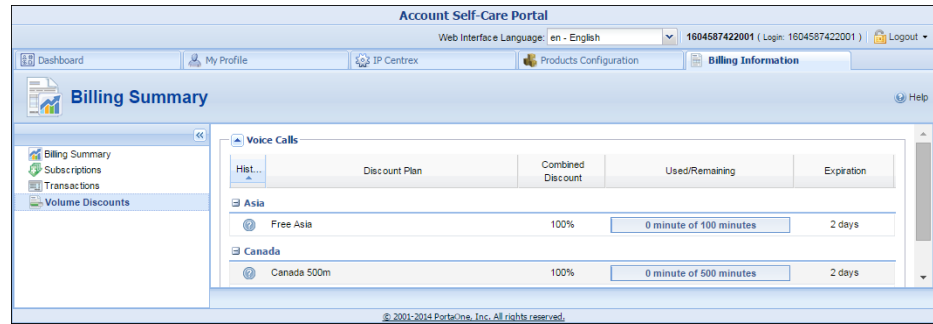 Account Self-Care Portal
Web Interface Language: en - English 1604587422001 ( Login: 1604587422001 ) Logout
Dashboard My Profile IP Centrex Products Configuration Billing Information
Billing Summary Help
Billing Summary
Subscriptions
Transactions
Volume Discounts
Voice Calls
Hist... Discount Plan Combined Discount Used/Remaining Expiration
Asia
Free Asia 100% 0 minute of 100 minutes 2 days
Canada
Canada 500m 100% 0 minute of 500 minutes 2 days
© 2001-2014 PortaOne, Inc. All rights reserved.